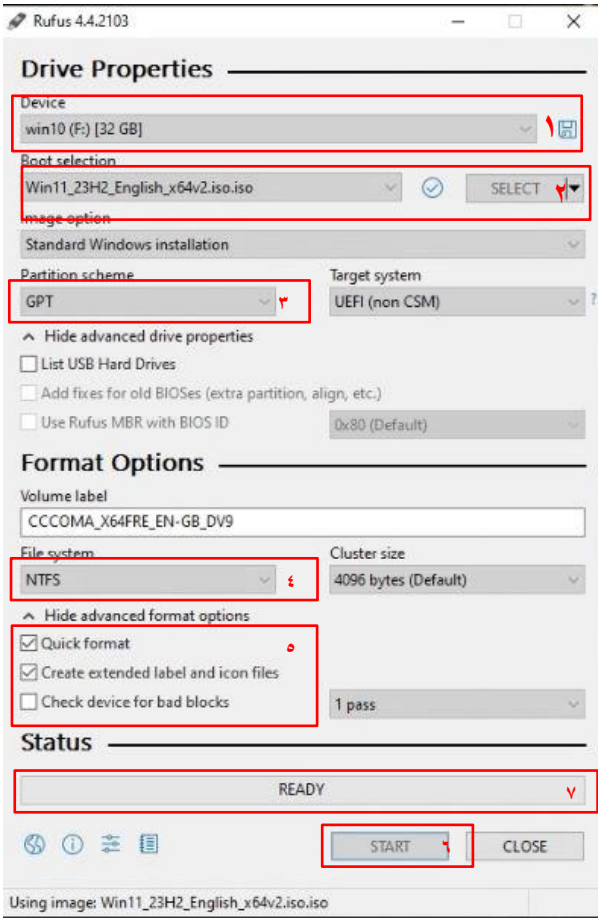 Rufus 4.4.2103
Drive Properties
Device
win10 (F:) [32 GB] ١
Boot selection
Win11_23H2_English_x64v2.iso.iso SELECT ٢
Image option
Standard Windows installation
Partition scheme Target system
GPT ٣ UEFI (non CSM) ?
Hide advanced drive properties
List USB Hard Drives
Add fixes for old BIOSes (extra partition, align, etc.)
Use Rufus MBR with BIOS ID 0x80 (Default)
Format Options
Volume label
CCCOMA_X64FRE_EN-GB_DV9
File system Cluster size
NTFS ٤ 4096 bytes (Default)
Hide advanced format options
Quick format ٥
Create extended label and icon files
Check device for bad blocks 1 pass
Status
READY ٧
START ٦ CLOSE
Using image: Win11_23H2_English_x64v2.iso.iso